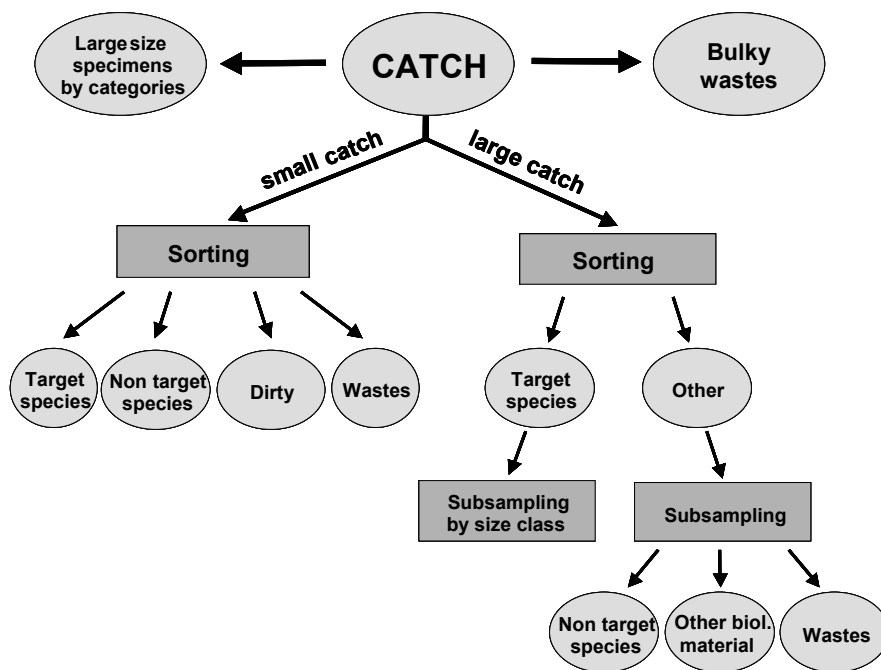 Large size
specimens
by categories
CATCH
Bulky
wastes
small catch
large catch
Sorting
Sorting
Target
species
Non target
species
Dirty
Wastes
Target
species
Other
Subsampling
by size class
Subsampling
Non target
species
Other biol.
material
Wastes